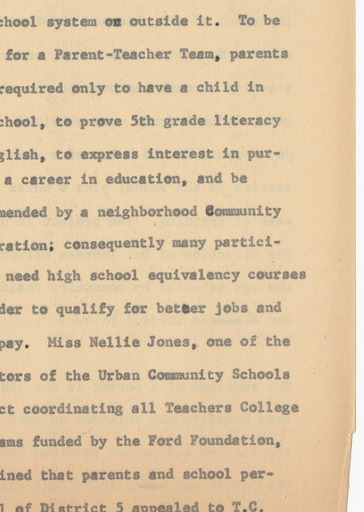 chool system on outside it. To be
for a Parent-Teacher Team, parents
required only to have a child in
chool, to prove 5th grade literacy
glish, to express interest in pur-
a career in education, and be
mended by a neighborhood Community
ration; consequently many partici-
need high school equivalency courses
der to qualify for better jobs and
pay. Miss Nellie Jones, one of the
tors of the Urban Community Schools
ct coordinating all Teachers College
ams funded by the Ford Foundation,
ined that parents and school per-
l of District 5 appealed to T.C.